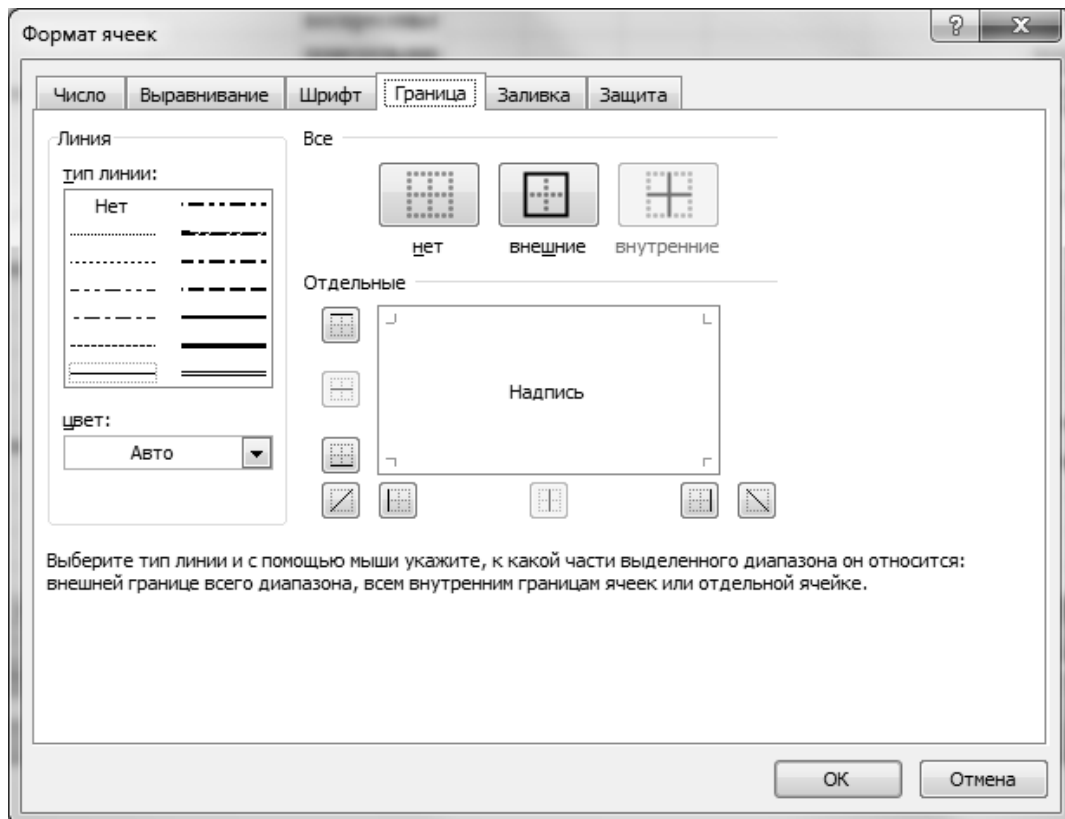 Формат ячеек
Число
Выравнивание
Шрифт
Граница
Заливка
Защита
Линия
тип линии:
Нет
цвет:
Авто
Все
нет
внешние
внутренние
Отдельные
Надпись
Выберите тип линии и с помощью мыши укажите, к какой части выделенного диапазона он относится:
внешней границе всего диапазона, всем внутренним границам ячеек или отдельной ячейке.
ОК
Отмена